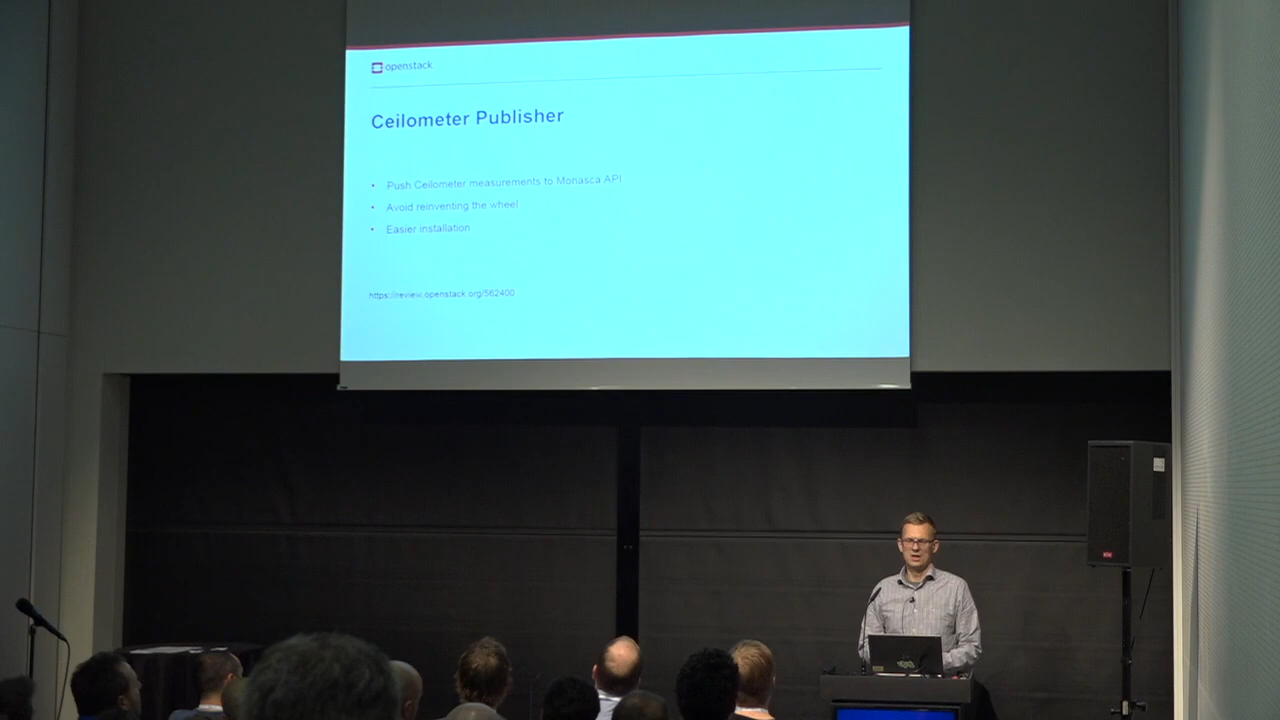 openstack
Ceilometer Publisher
• Push Ceilometer measurements to Monasca API
• Avoid reinventing the wheel
• Easier installation
https://review.openstack.org/562400